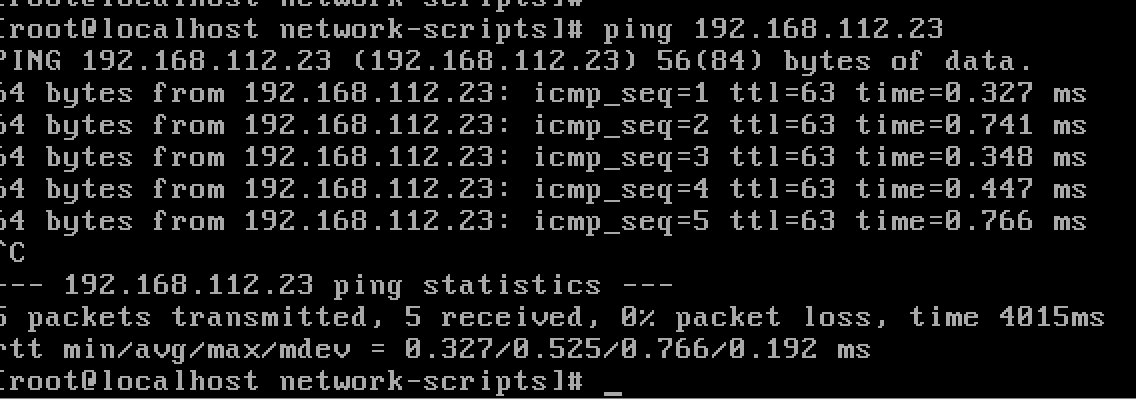 [root@localhost network-scripts]#
[root@localhost network-scripts]# ping 192.168.112.23
PING 192.168.112.23 (192.168.112.23) 56(84) bytes of data.
64 bytes from 192.168.112.23: icmp_seq=1 ttl=63 time=0.327 ms
64 bytes from 192.168.112.23: icmp_seq=2 ttl=63 time=0.741 ms
64 bytes from 192.168.112.23: icmp_seq=3 ttl=63 time=0.348 ms
64 bytes from 192.168.112.23: icmp_seq=4 ttl=63 time=0.447 ms
64 bytes from 192.168.112.23: icmp_seq=5 ttl=63 time=0.766 ms
^C
--- 192.168.112.23 ping statistics ---
5 packets transmitted, 5 received, 0% packet loss, time 4015ms
rtt min/avg/max/mdev = 0.327/0.525/0.766/0.192 ms
[root@localhost network-scripts]# _